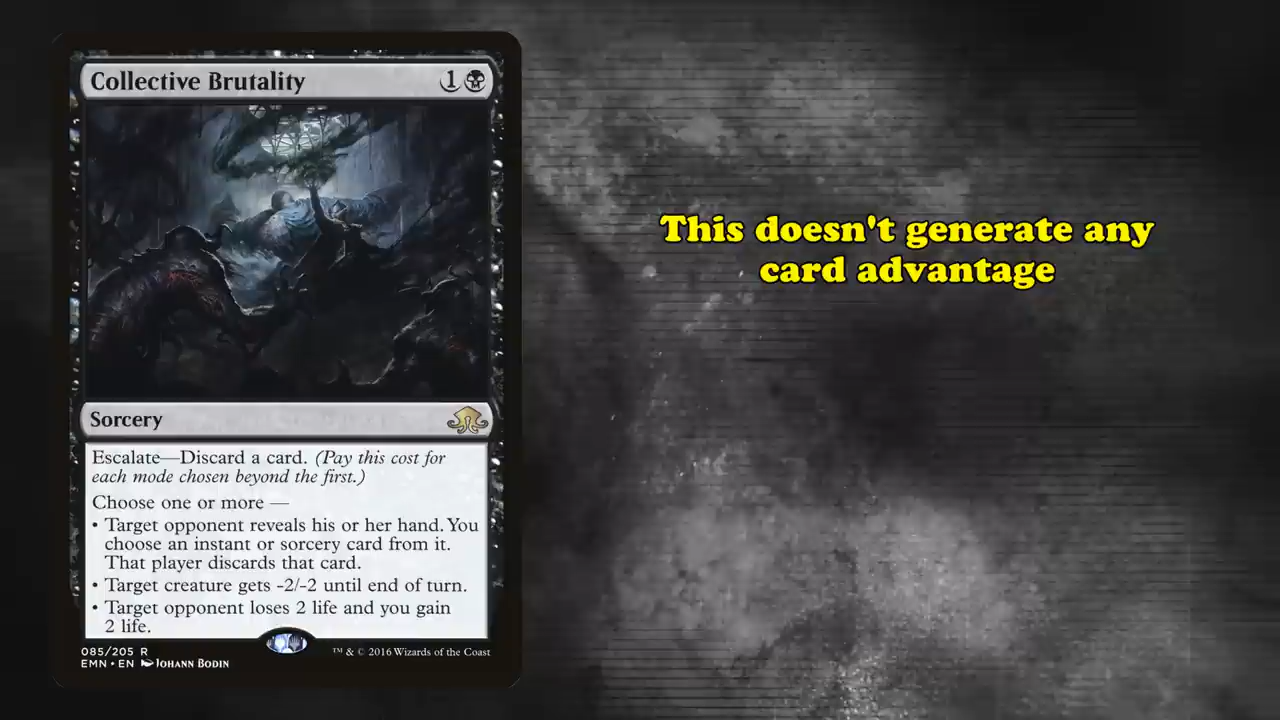 Collective Brutality 1
This doesn't generate any
card advantage
Sorcery
Escalate—Discard a card. (Pay this cost for
each mode chosen beyond the first.)
Choose one or more —
• Target opponent reveals his or her hand. You
choose an instant or sorcery card from it.
That player discards that card.
• Target creature gets -2/-2 until end of turn.
• Target opponent loses 2 life and you gain
2 life.
085/205 R
EMN • EN Johann Bodin
™ & © 2016 Wizards of the Coast